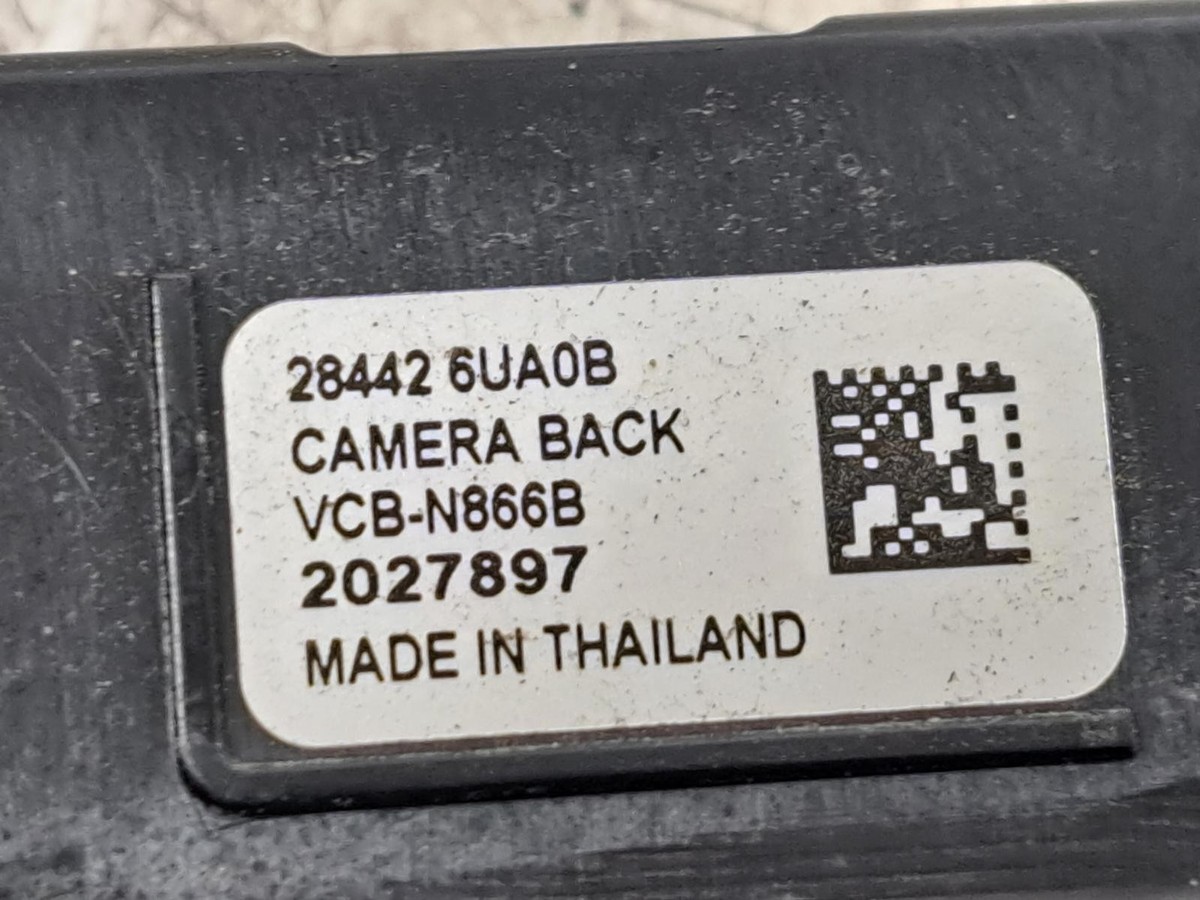 28442 6UA0B
CAMERA BACK
VCB-N866B
2027897
MADE IN THAILAND